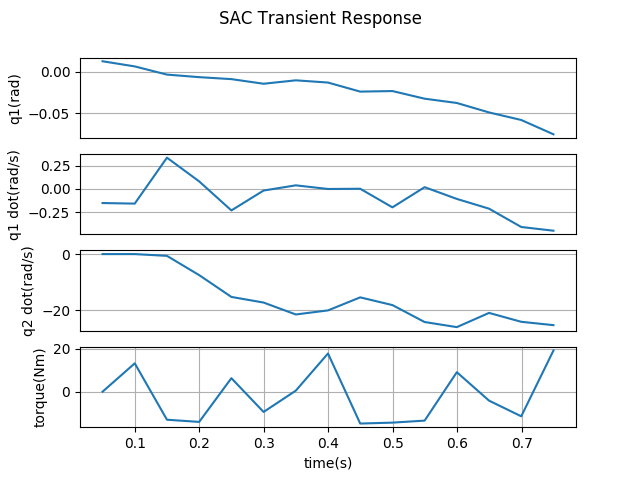 SAC Transient Response
q1(rad)
0.00
−0.05
q1 dot(rad/s)
0.25
0.00
−0.25
q2 dot(rad/s)
0
−20
torque(Nm)
20
0
0.1 0.2 0.3 0.4 0.5 0.6 0.7
time(s)